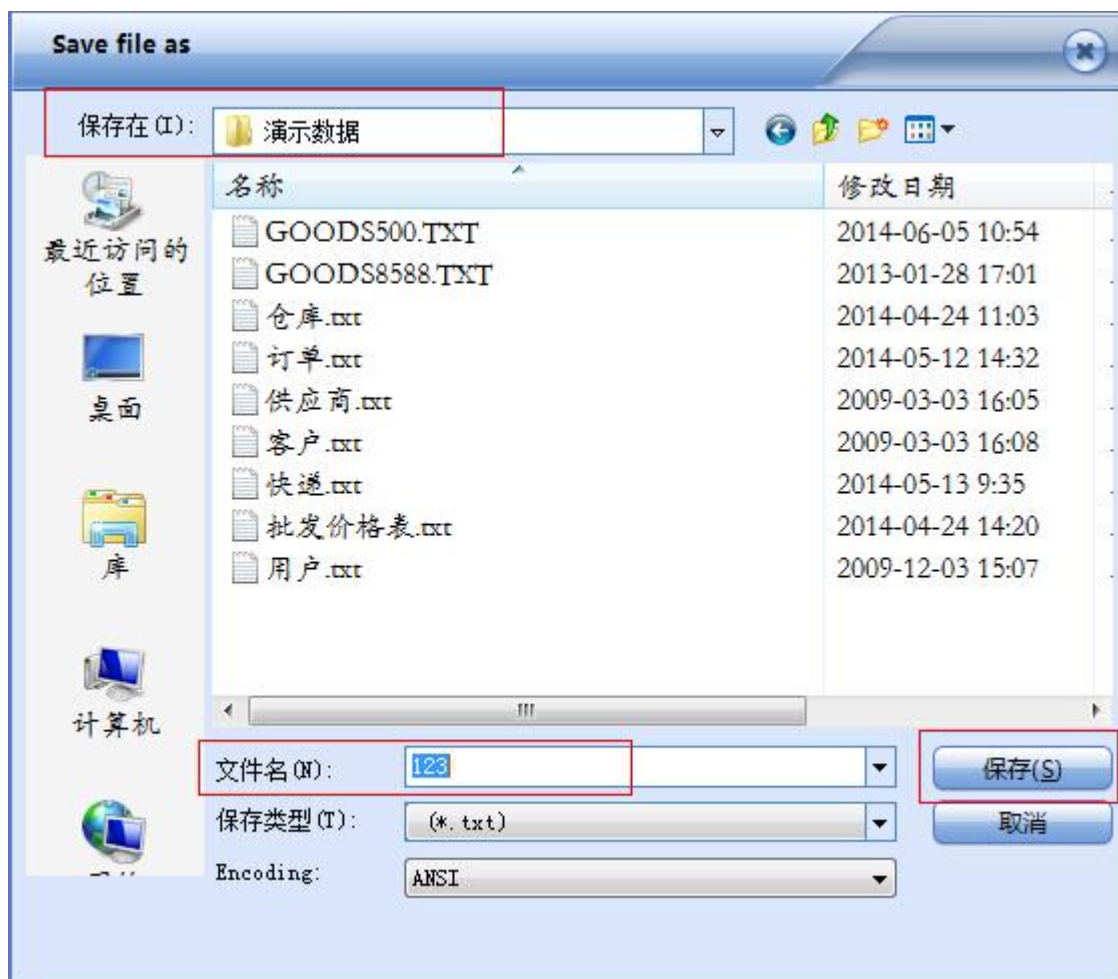 Save file as
保存在(I):
演示数据
名称
修改日期
GOODS500.TXT 2014-06-05 10:54
GOODS8588.TXT 2013-01-28 17:01
仓库.txt 2014-04-24 11:03
订单.txt 2014-05-12 14:32
供应商.txt 2009-03-03 16:05
客户.txt 2009-03-03 16:08
快递.txt 2014-05-13 9:35
批发价格表.txt 2014-04-24 14:20
用户.txt 2009-12-03 15:07
最近访问的
位置
桌面
库
计算机
文件名(N): 123
保存(S)
保存类型(T): (*.txt)
取消
Encoding: ANSI